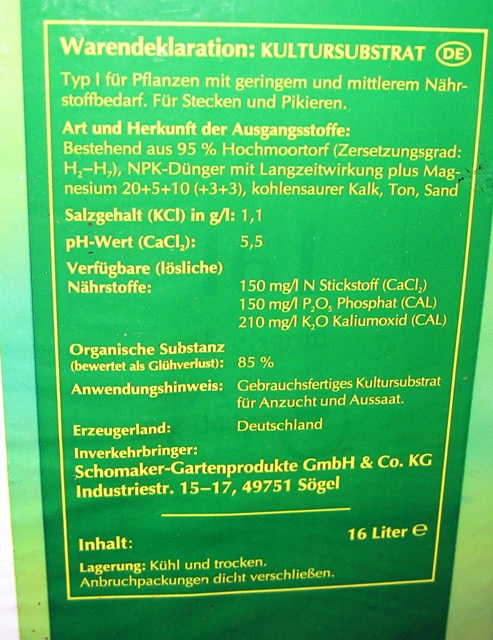 Warendeklaration: KULTURSUBSTRAT DE
Typ I für Pflanzen mit geringem und mittlerem Nähr-
stoffbedarf. Für Stecken und Pikieren.
Art und Herkunft der Ausgangsstoffe:
Bestehend aus 95 % Hochmoortorf (Zersetzungsgrad:
H₂–H₇), NPK-Dünger mit Langzeitwirkung plus Mag-
nesium 20+5+10 (+3+3), kohlensaurer Kalk, Ton, Sand
Salzgehalt (KCl) in g/l: 1,1
pH-Wert (CaCl₂): 5,5
Verfügbare (lösliche)
Nährstoffe: 150 mg/l N Stickstoff (CaCl₂)
150 mg/l P₂O₅ Phosphat (CAL)
210 mg/l K₂O Kaliumoxid (CAL)
Organische Substanz
(bewertet als Glühverlust): 85 %
Anwendungshinweis: Gebrauchsfertiges Kultursubstrat
für Anzucht und Aussaat.
Erzeugerland: Deutschland
Inverkehrbringer:
Schomaker-Gartenprodukte GmbH & Co. KG
Industriestr. 15–17, 49751 Sögel
Inhalt: 16 Liter ℮
Lagerung: Kühl und trocken.
Anbruchpackungen dicht verschließen.